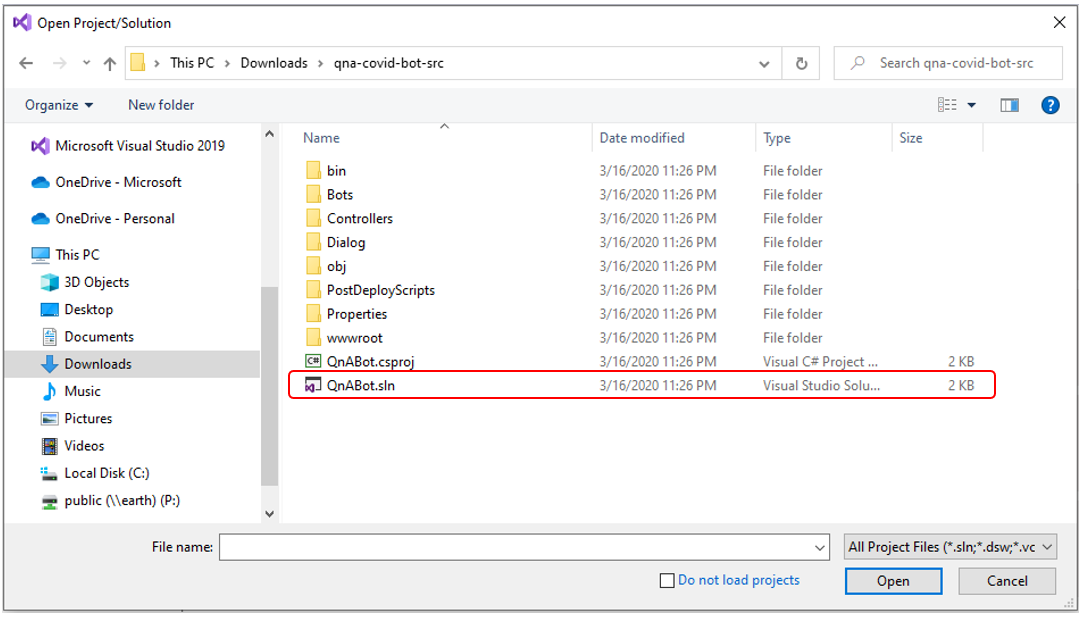 Open Project/Solution
This PC > Downloads > qna-covid-bot-src
Search qna-covid-bot-src
Organize
New folder
?
Microsoft Visual Studio 2019
OneDrive - Microsoft
OneDrive - Personal
This PC
3D Objects
Desktop
Documents
Downloads
Music
Pictures
Videos
Local Disk (C:)
public (\\earth) (P:)
Name Date modified Type Size
bin 3/16/2020 11:26 PM File folder
Bots 3/16/2020 11:26 PM File folder
Controllers 3/16/2020 11:26 PM File folder
Dialog 3/16/2020 11:26 PM File folder
obj 3/16/2020 11:26 PM File folder
PostDeployScripts 3/16/2020 11:26 PM File folder
Properties 3/16/2020 11:26 PM File folder
wwwroot 3/16/2020 11:26 PM File folder
C# QnABot.csproj 3/16/2020 11:26 PM Visual C# Project ... 2 KB
QnABot.sln 3/16/2020 11:26 PM Visual Studio Solu... 2 KB
File name:
All Project Files (*.sln;*.dsw;*.vc
Do not load projects
Open
Cancel